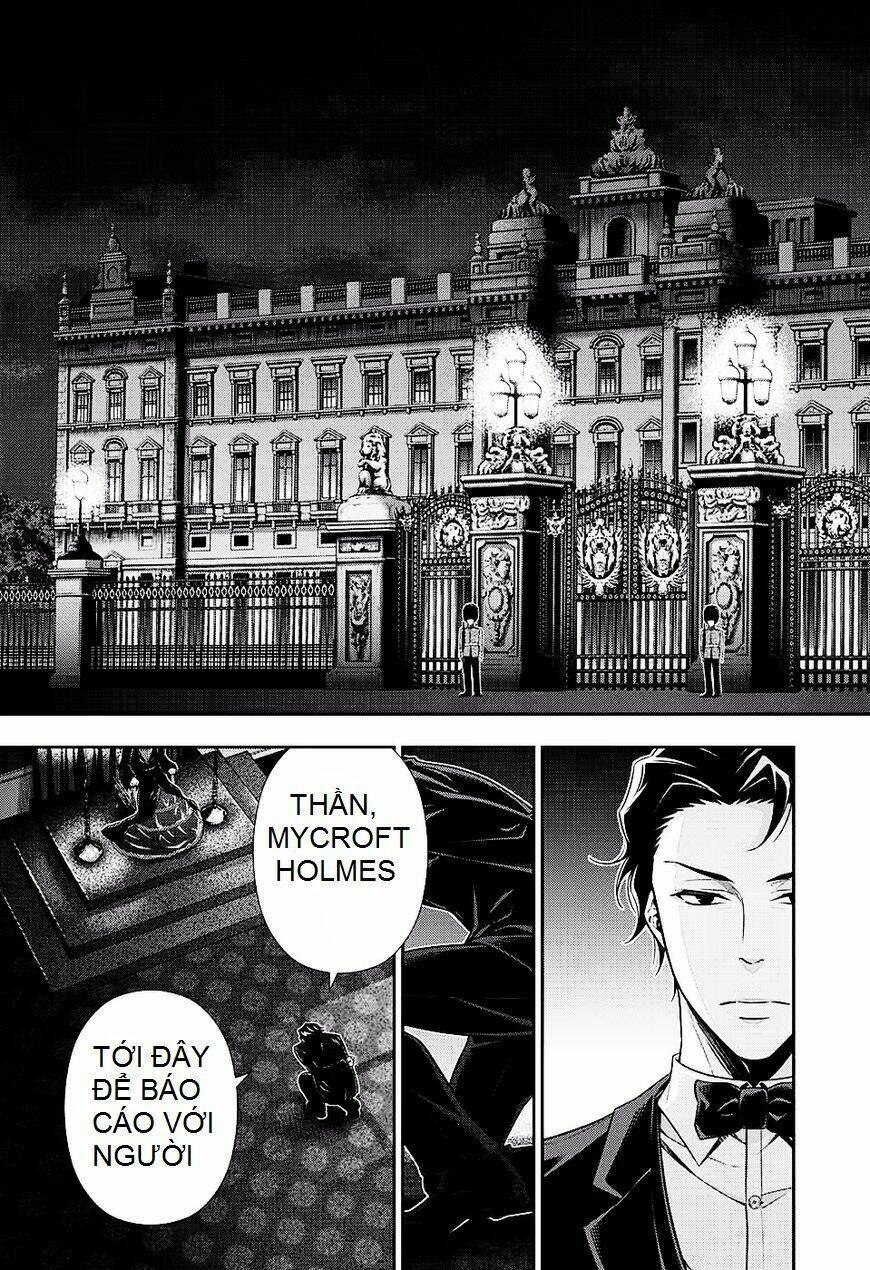 THẦN,
MYCROFT
HOLMES
TỚI ĐÂY
ĐỂ BÁO
CÁO VỚI
NGƯỜI